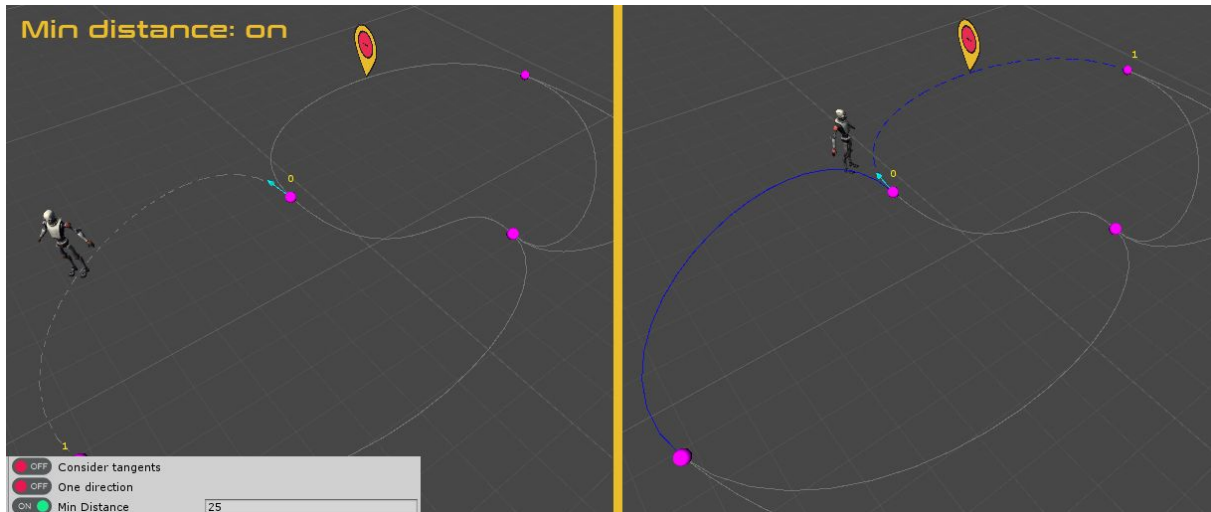 Min distance: on
1
0
0
1
OFF Consider tangents
OFF One direction
ON Min Distance 25